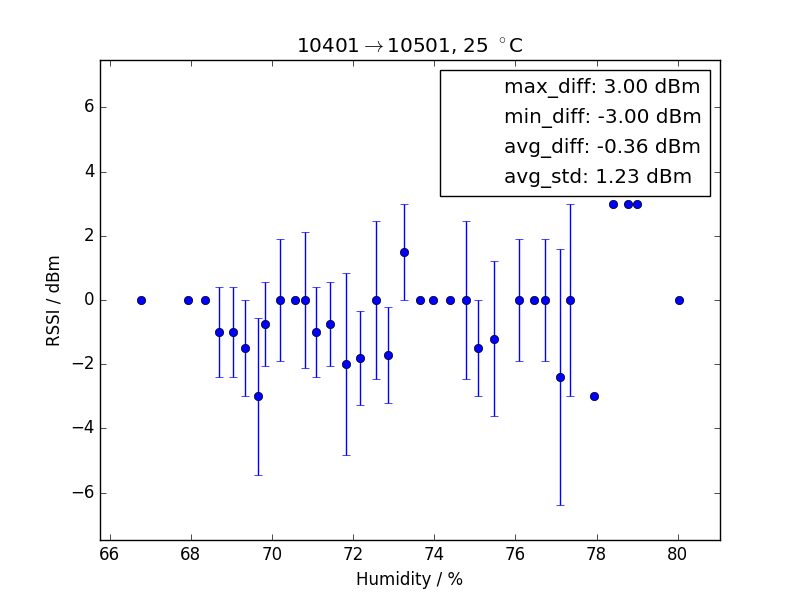 10401→10501, 25 °C
max_diff: 3.00 dBm
min_diff: -3.00 dBm
avg_diff: -0.36 dBm
avg_std: 1.23 dBm
RSSI / dBm
6
4
2
0
−2
−4
−6
66 68 70 72 74 76 78 80
Humidity / %